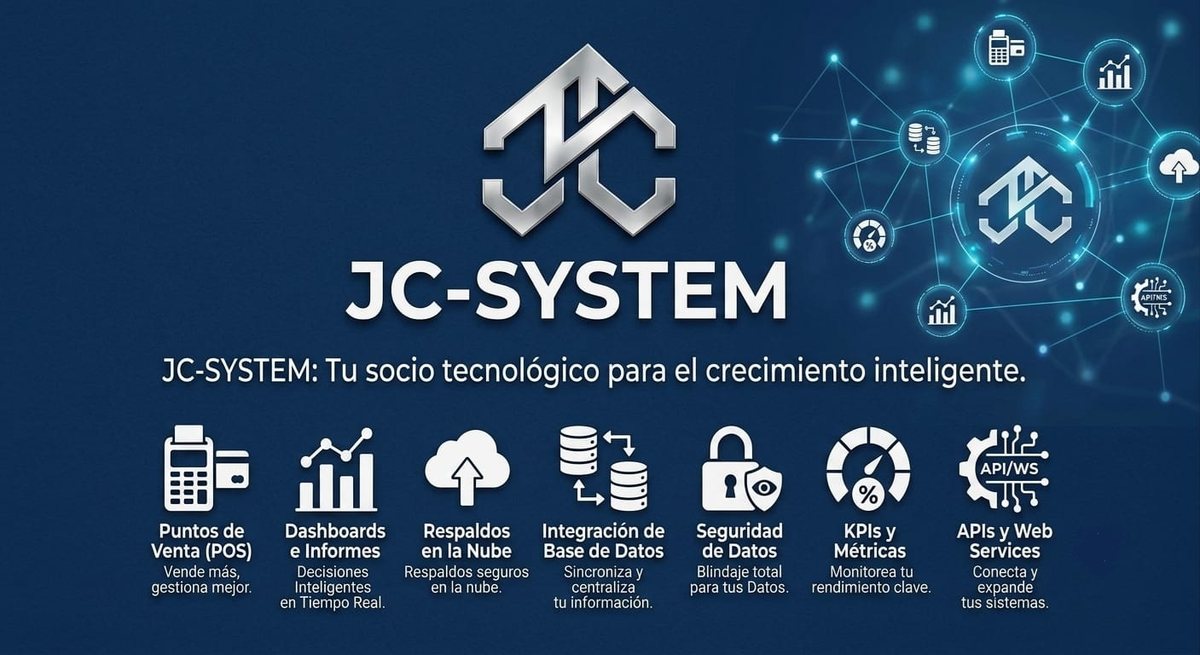 JC-SYSTEM
JC-SYSTEM: Tu socio tecnológico para el crecimiento inteligente.
Puntos de
Venta (POS)
Vende más,
gestiona mejor.
Dashboards
e Informes
Decisiones
Inteligentes
en Tiempo Real.
Respaldos
en la Nube
Respaldos seguros
en la nube.
Integración de
Base de Datos
Sincroniza y
centraliza
tu información.
Seguridad
de Datos
Blindaje total
para tus Datos.
%
KPIs y
Métricas
Monitorea tu
rendimiento clave.
API/WS
APIs y Web
Services
Conecta y
expande
tus sistemas.